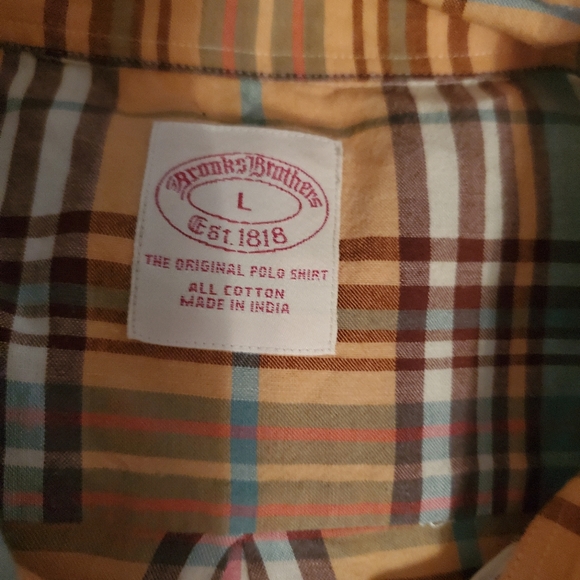 Brooks Brothers
L
Est. 1818
THE ORIGINAL POLO SHIRT
ALL COTTON
MADE IN INDIA